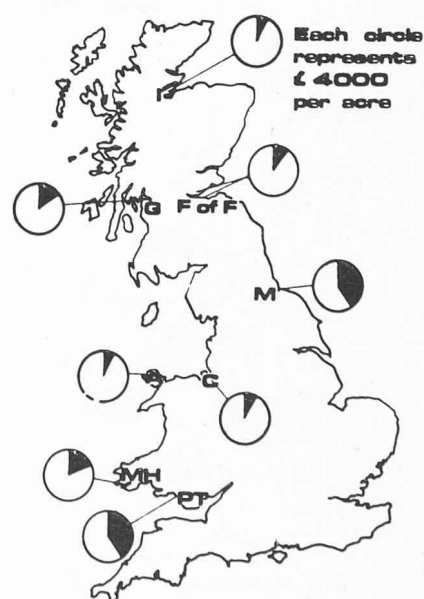 Each circle
represents
£ 4000
per acre
I
G
F of F
M
G
MH
PT